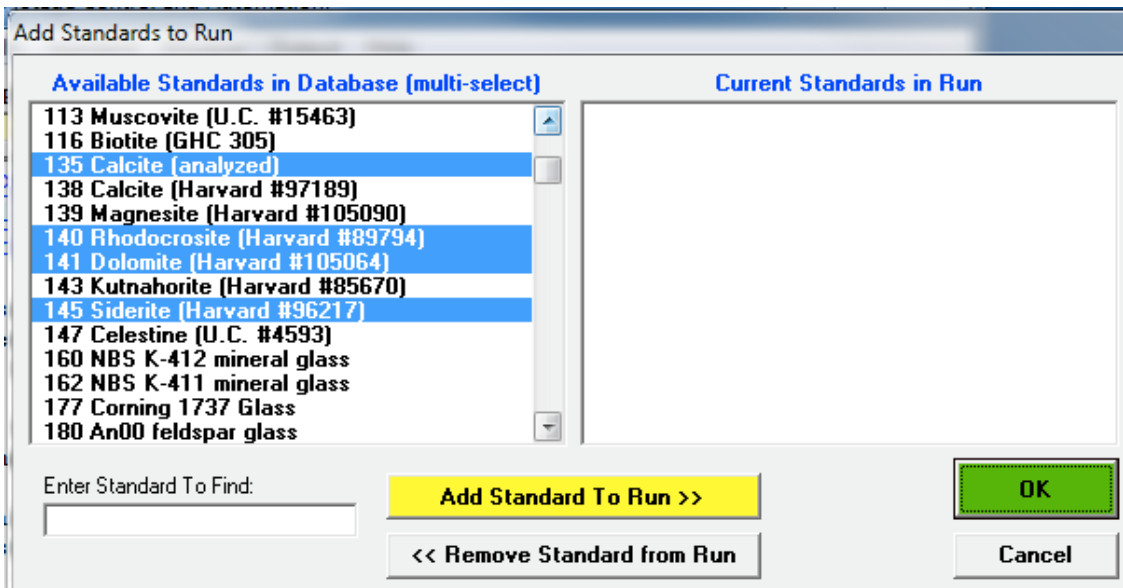 Add Standards to Run
Available Standards in Database (multi-select)
Current Standards in Run
113 Muscovite (U.C. #15463)
116 Biotite (GHC 305)
135 Calcite (analyzed)
138 Calcite (Harvard #97189)
139 Magnesite (Harvard #105090)
140 Rhodocrosite (Harvard #89794)
141 Dolomite (Harvard #105064)
143 Kutnahorite (Harvard #85670)
145 Siderite (Harvard #96217)
147 Celestine (U.C. #4593)
160 NBS K-412 mineral glass
162 NBS K-411 mineral glass
177 Corning 1737 Glass
180 An00 feldspar glass
Enter Standard To Find:
Add Standard To Run >>
OK
<< Remove Standard from Run
Cancel